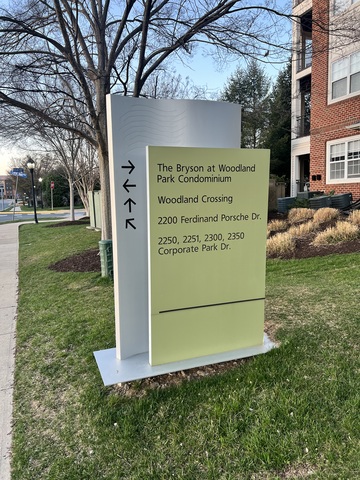 → The Bryson at Woodland
Park Condominium
← Woodland Crossing
↑ 2200 Ferdinand Porsche Dr.
↖ 2250, 2251, 2300, 2350
Corporate Park Dr.